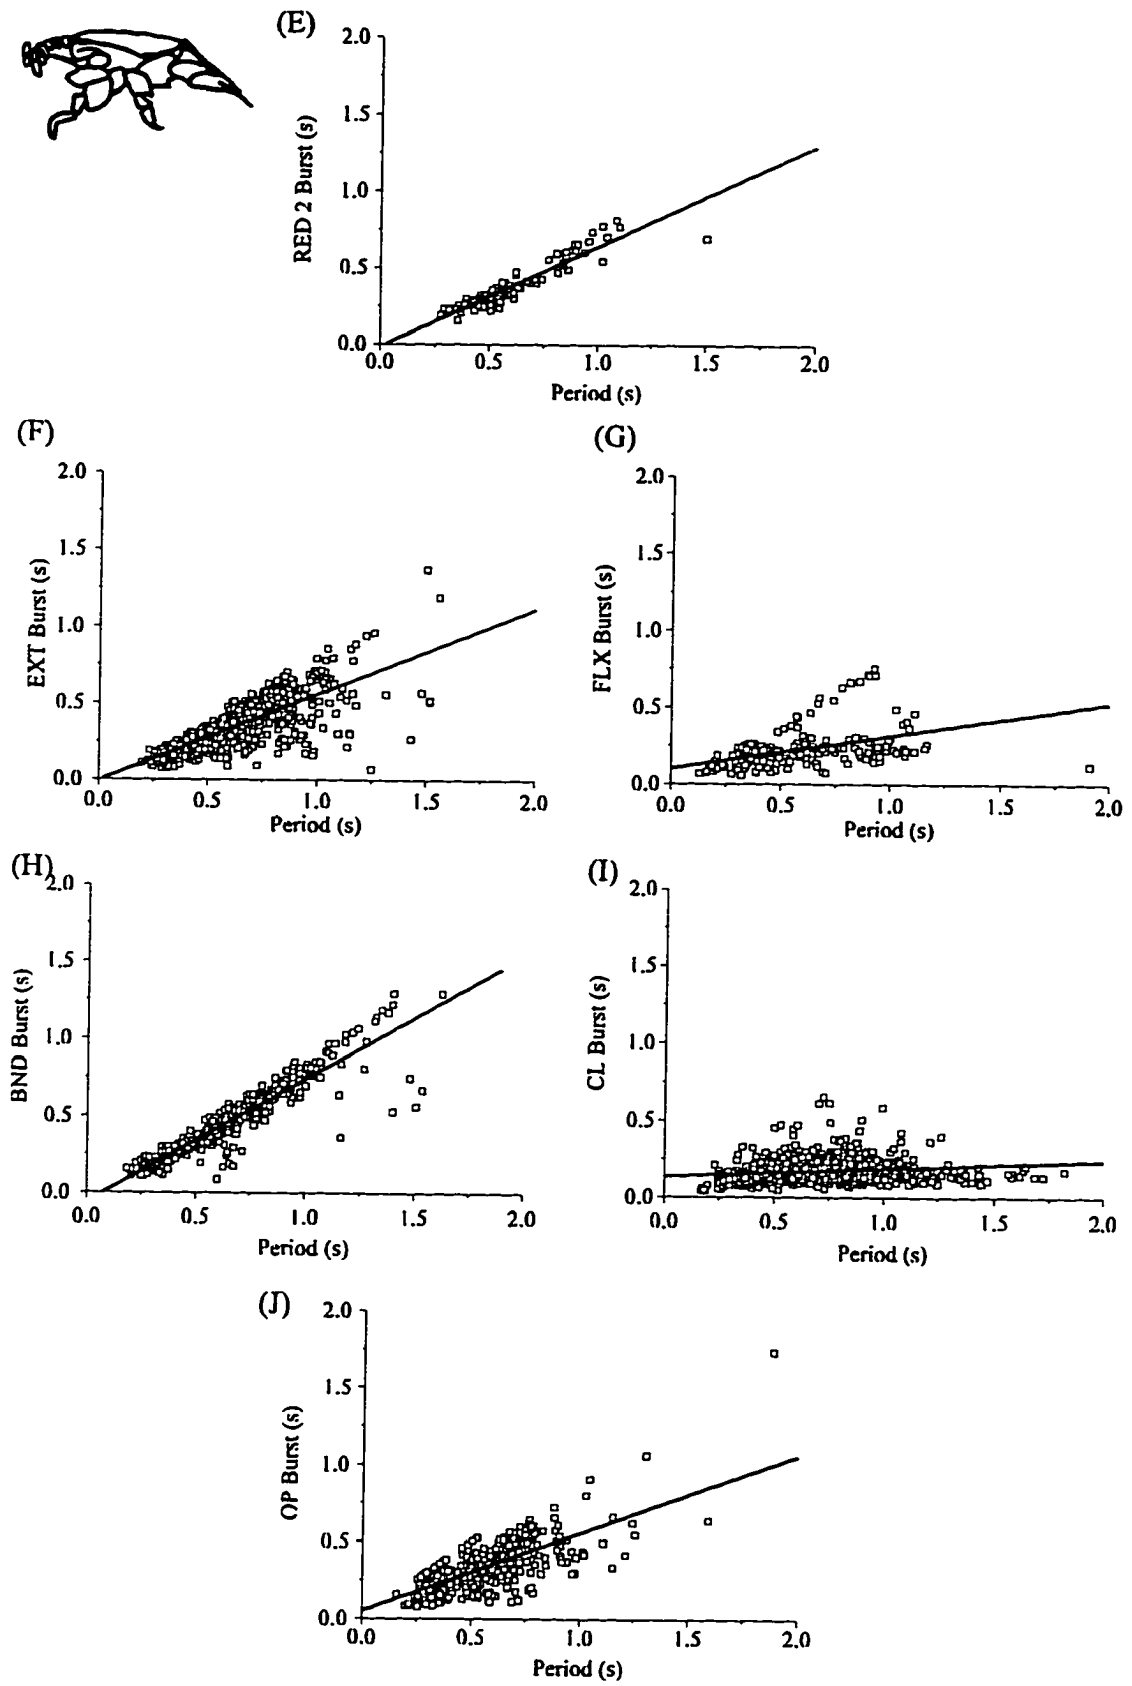 (E)
2.0
1.5
1.0
0.5
0.0
RED 2 Burst (s)
0.0 0.5 1.0 1.5 2.0
Period (s)
(F)
2.0
1.5
1.0
0.5
0.0
EXT Burst (s)
0.0 0.5 1.0 1.5 2.0
Period (s)
(G)
2.0
1.5
1.0
0.5
0.0
FLX Burst (s)
0.0 0.5 1.0 1.5 2.0
Period (s)
(H)
2.0
1.5
1.0
0.5
0.0
BND Burst (s)
0.0 0.5 1.0 1.5 2.0
Period (s)
(I)
2.0
1.5
1.0
0.5
0.0
CL Burst (s)
0.0 0.5 1.0 1.5 2.0
Period (s)
(J)
2.0
1.5
1.0
0.5
0.0
OP Burst (s)
0.0 0.5 1.0 1.5 2.0
Period (s)